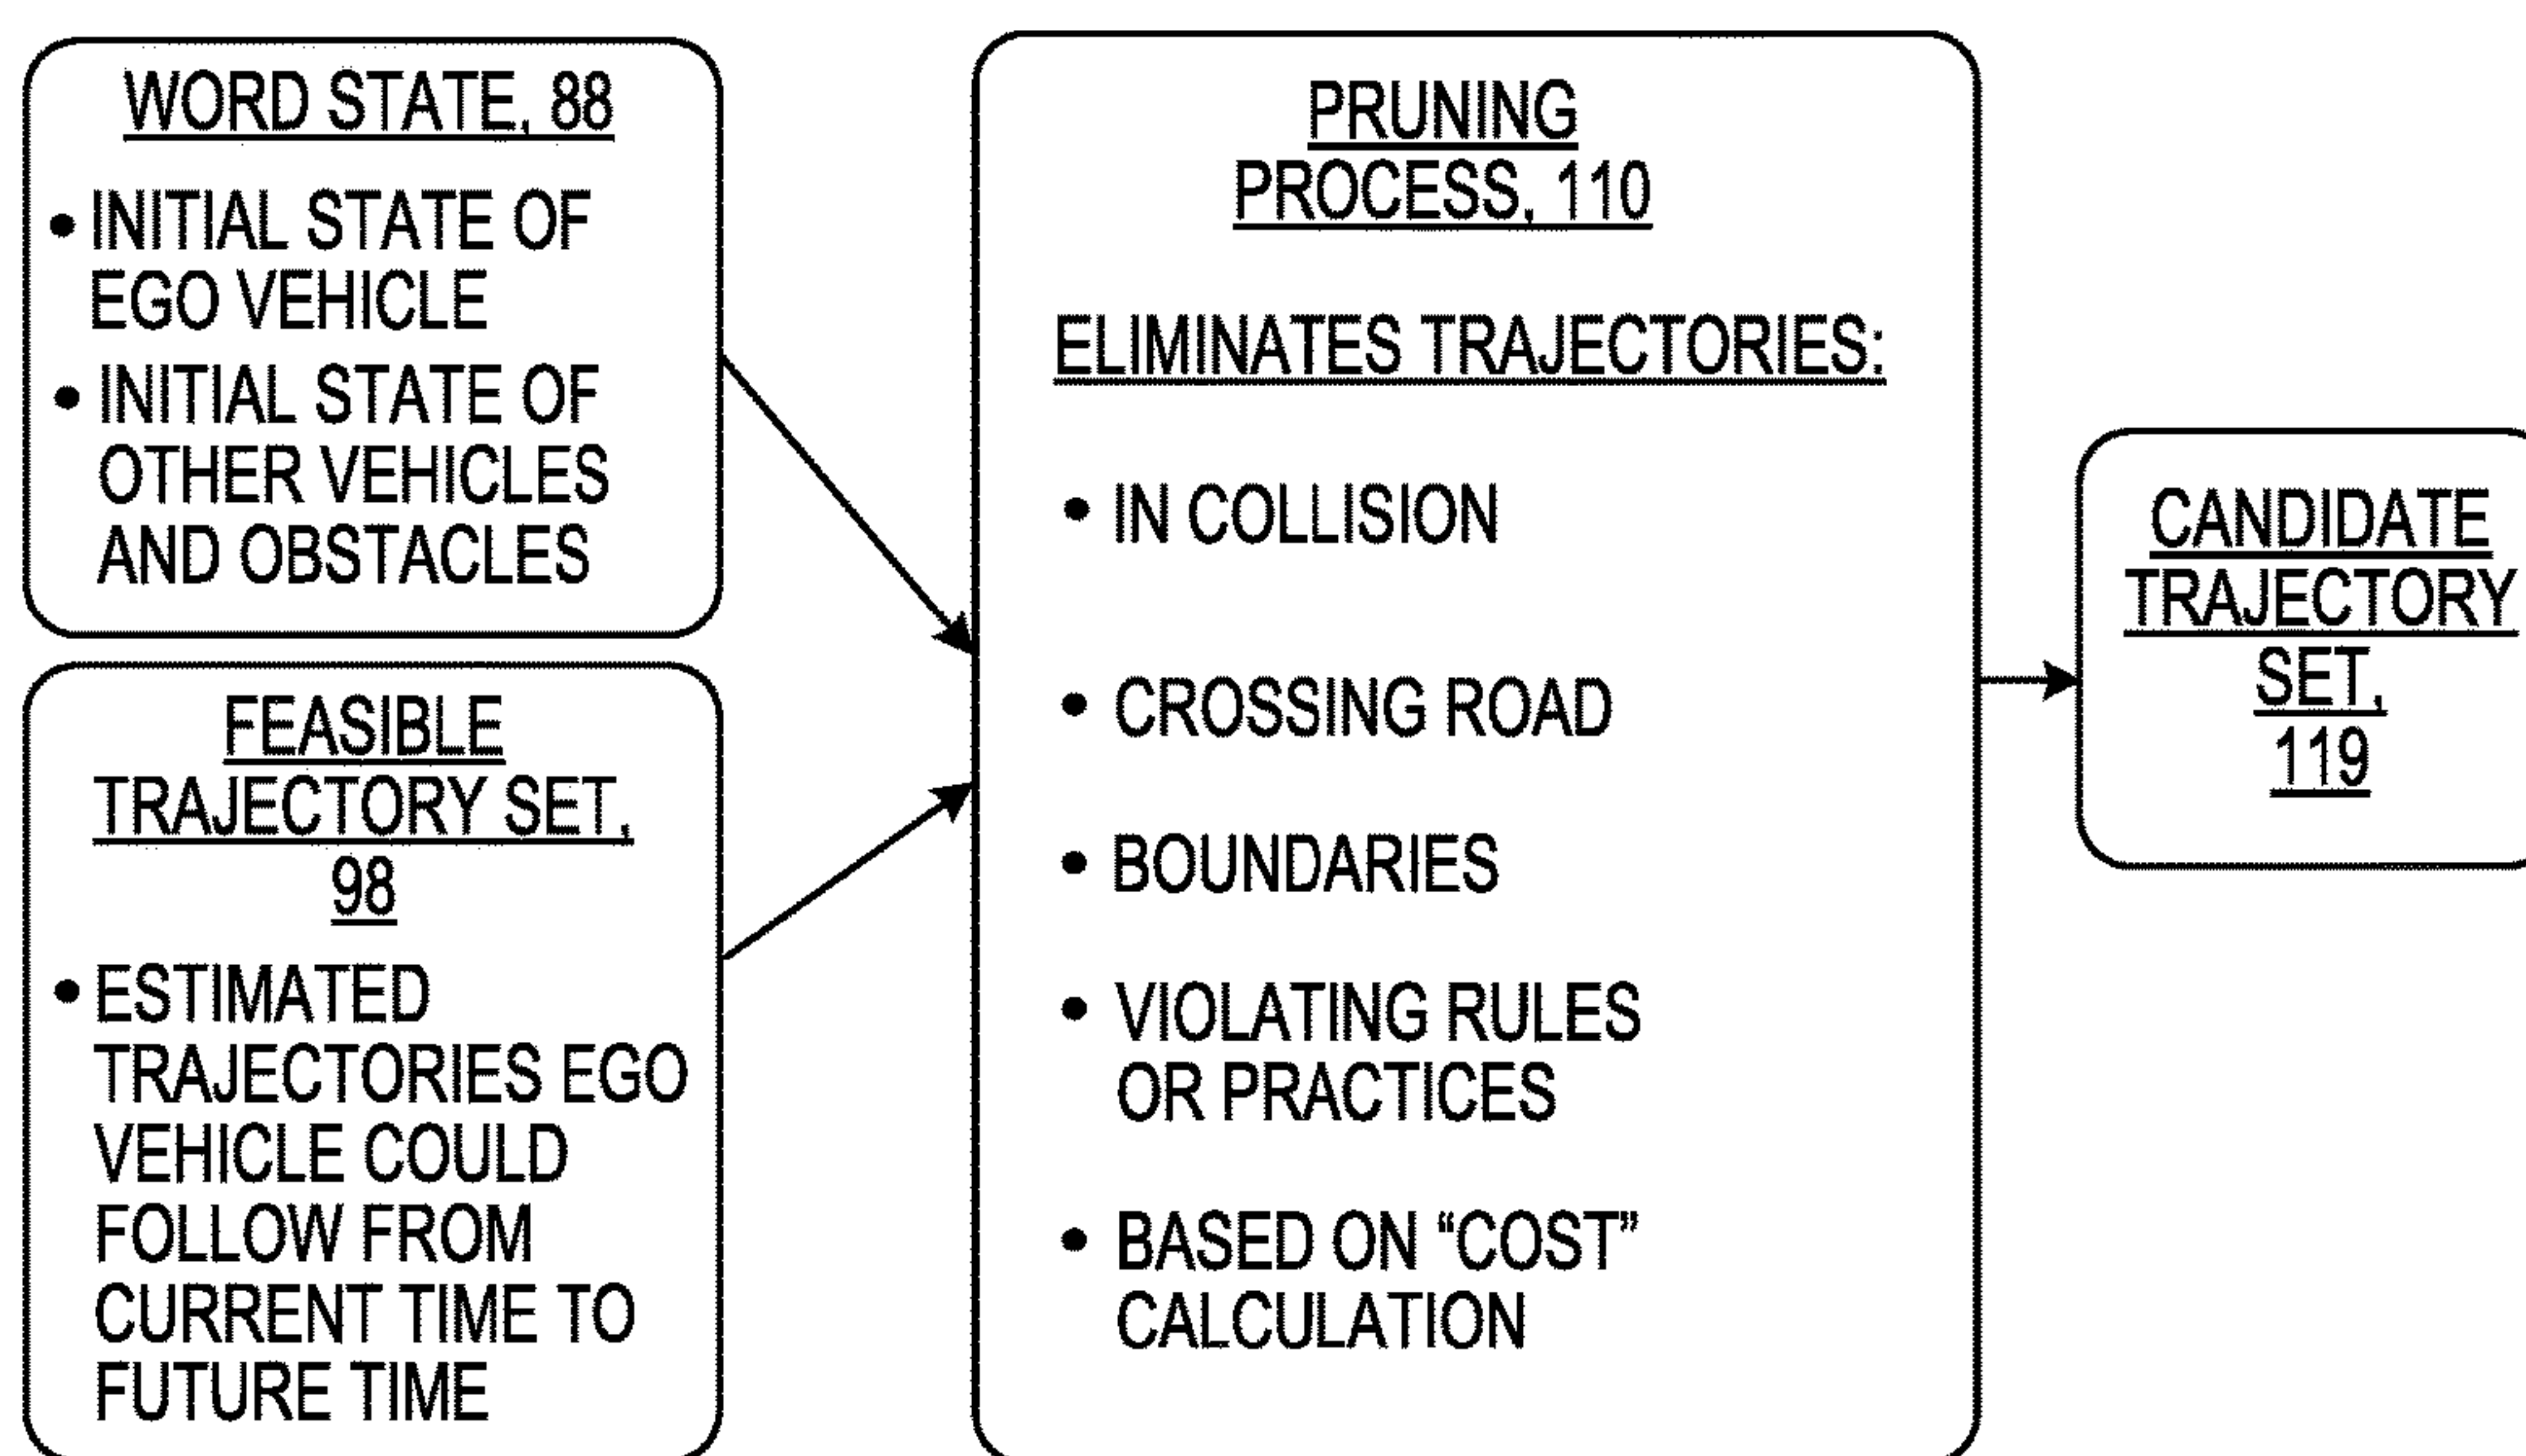 WORD STATE, 88
• INITIAL STATE OF
EGO VEHICLE
• INITIAL STATE OF
OTHER VEHICLES
AND OBSTACLES
FEASIBLE
TRAJECTORY SET,
98
• ESTIMATED
TRAJECTORIES EGO
VEHICLE COULD
FOLLOW FROM
CURRENT TIME TO
FUTURE TIME
PRUNING
PROCESS, 110
ELIMINATES TRAJECTORIES:
• IN COLLISION
• CROSSING ROAD
• BOUNDARIES
• VIOLATING RULES
OR PRACTICES
• BASED ON “COST”
CALCULATION
CANDIDATE
TRAJECTORY
SET,
119